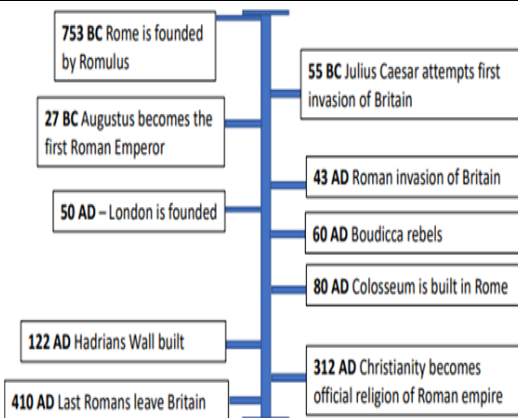 753 BC Rome is founded
by Romulus
55 BC Julius Caesar attempts first
invasion of Britain
27 BC Augustus becomes the
first Roman Emperor
43 AD Roman invasion of Britain
50 AD – London is founded
60 AD Boudicca rebels
80 AD Colosseum is built in Rome
122 AD Hadrians Wall built
312 AD Christianity becomes
official religion of Roman empire
410 AD Last Romans leave Britain